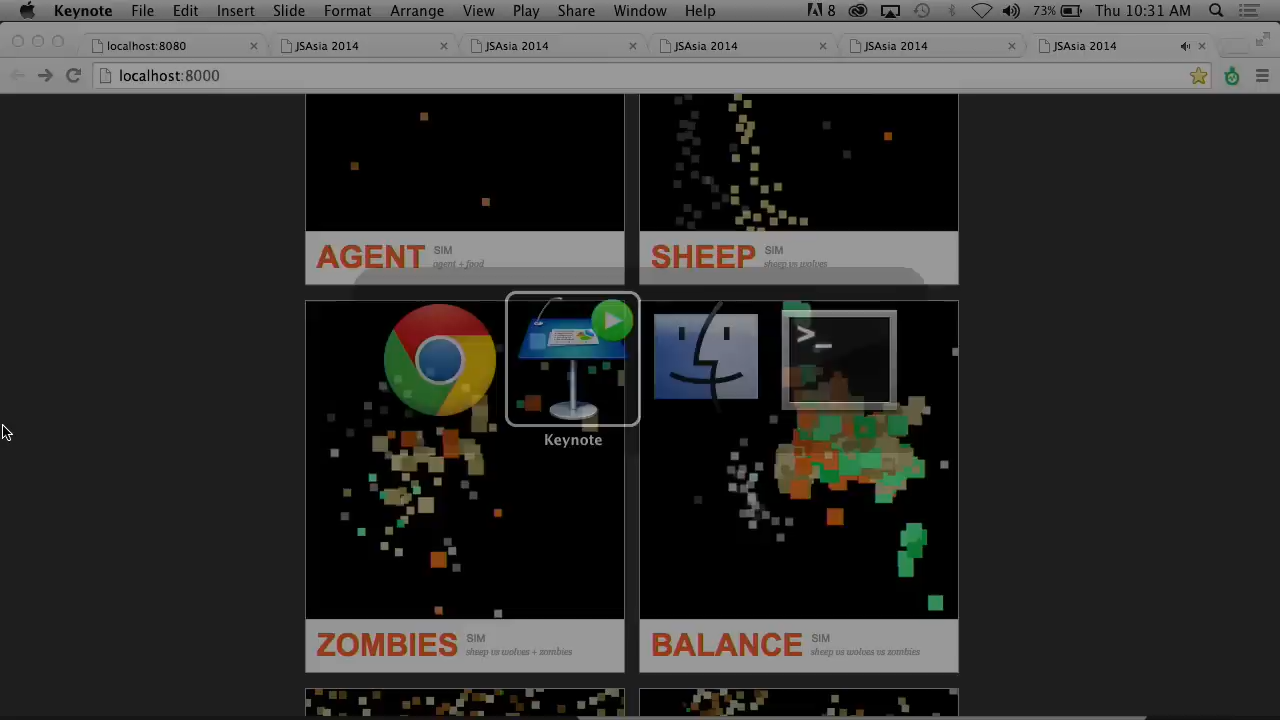 Keynote File Edit Insert Slide Format Arrange View Play Share Window Help 8 73% Thu 10:31 AM
localhost:8080 JSAsia 2014 JSAsia 2014 JSAsia 2014 JSAsia 2014 JSAsia 2014
localhost:8000
AGENT SIM
agent + food
SHEEP SIM
sheep vs wolves
>_
Keynote
ZOMBIES SIM
sheep vs wolves + zombies
BALANCE SIM
sheep vs wolves vs zombies